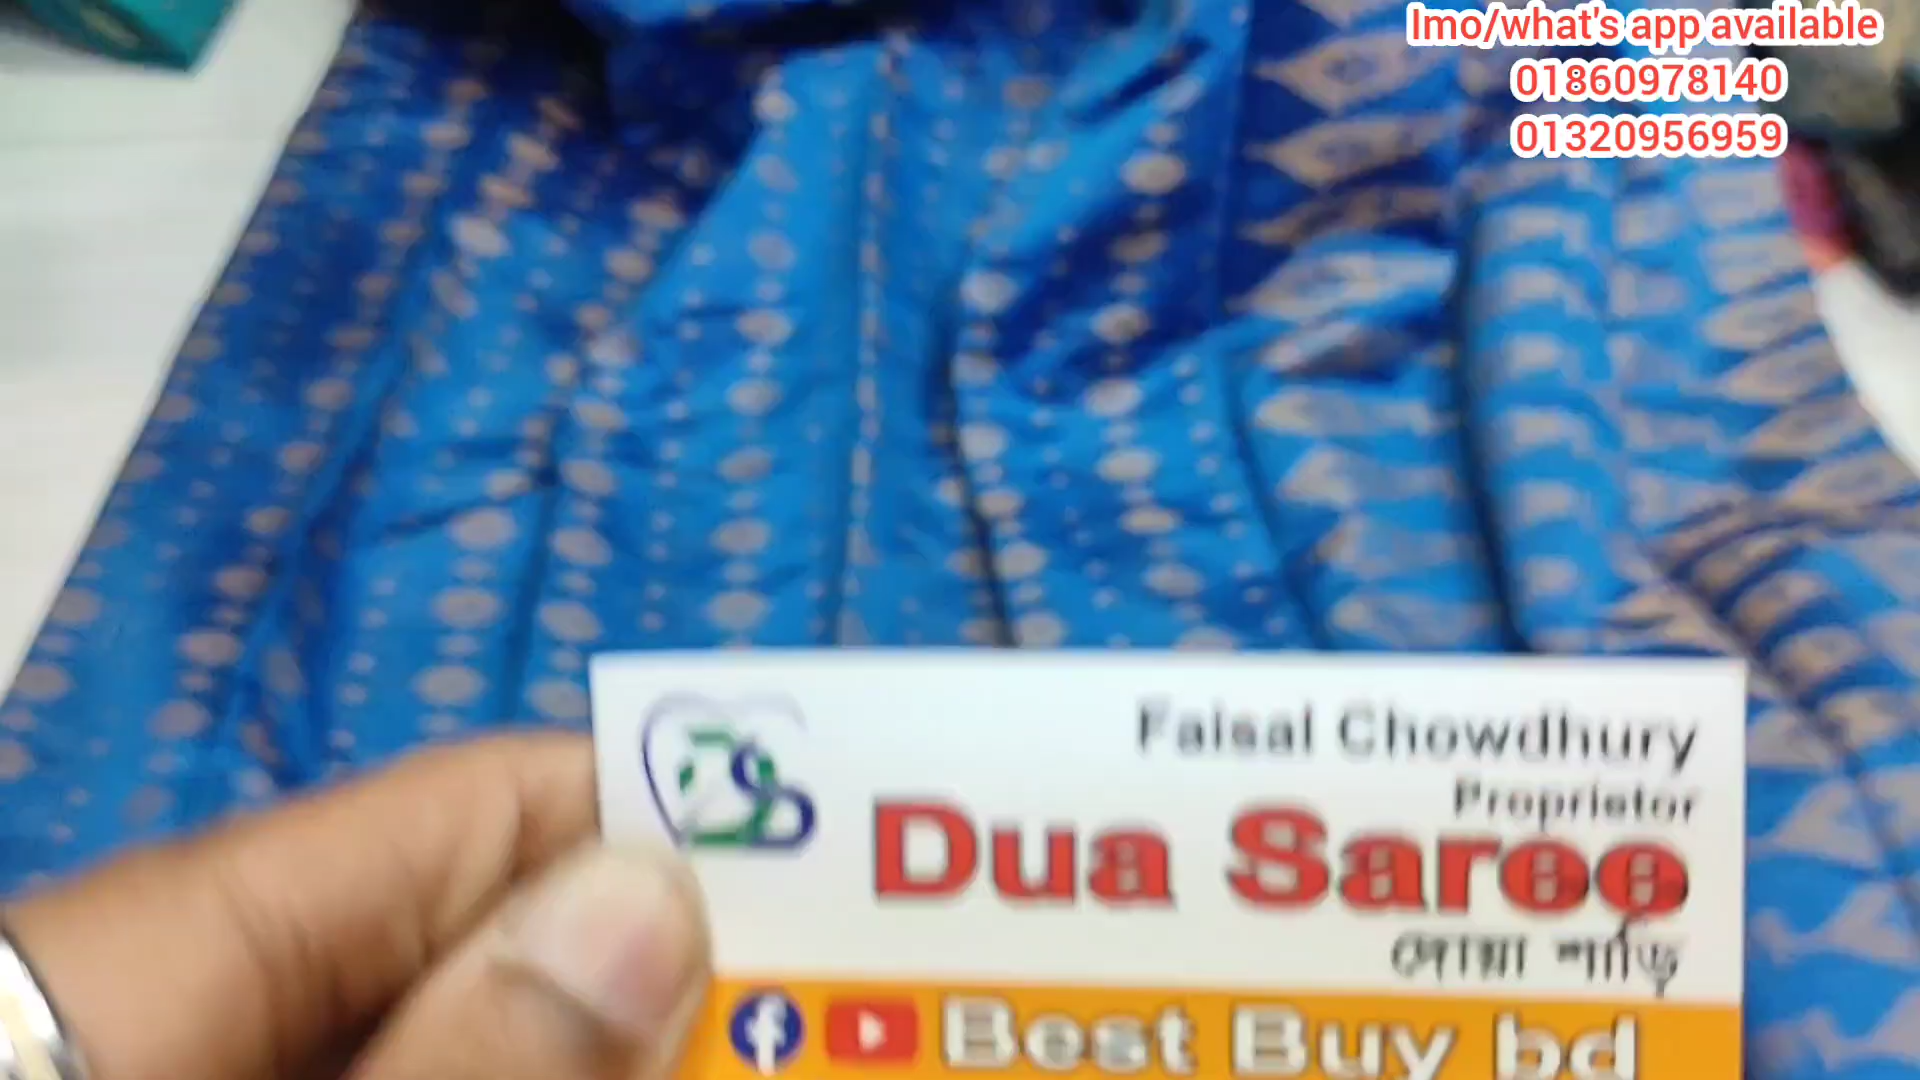 Imo/what's app available
01860978140
01320956959
Faisal Chowdhury
Proprietor
Dua Saree
দোয়া শাড়ি
Best Buy bd